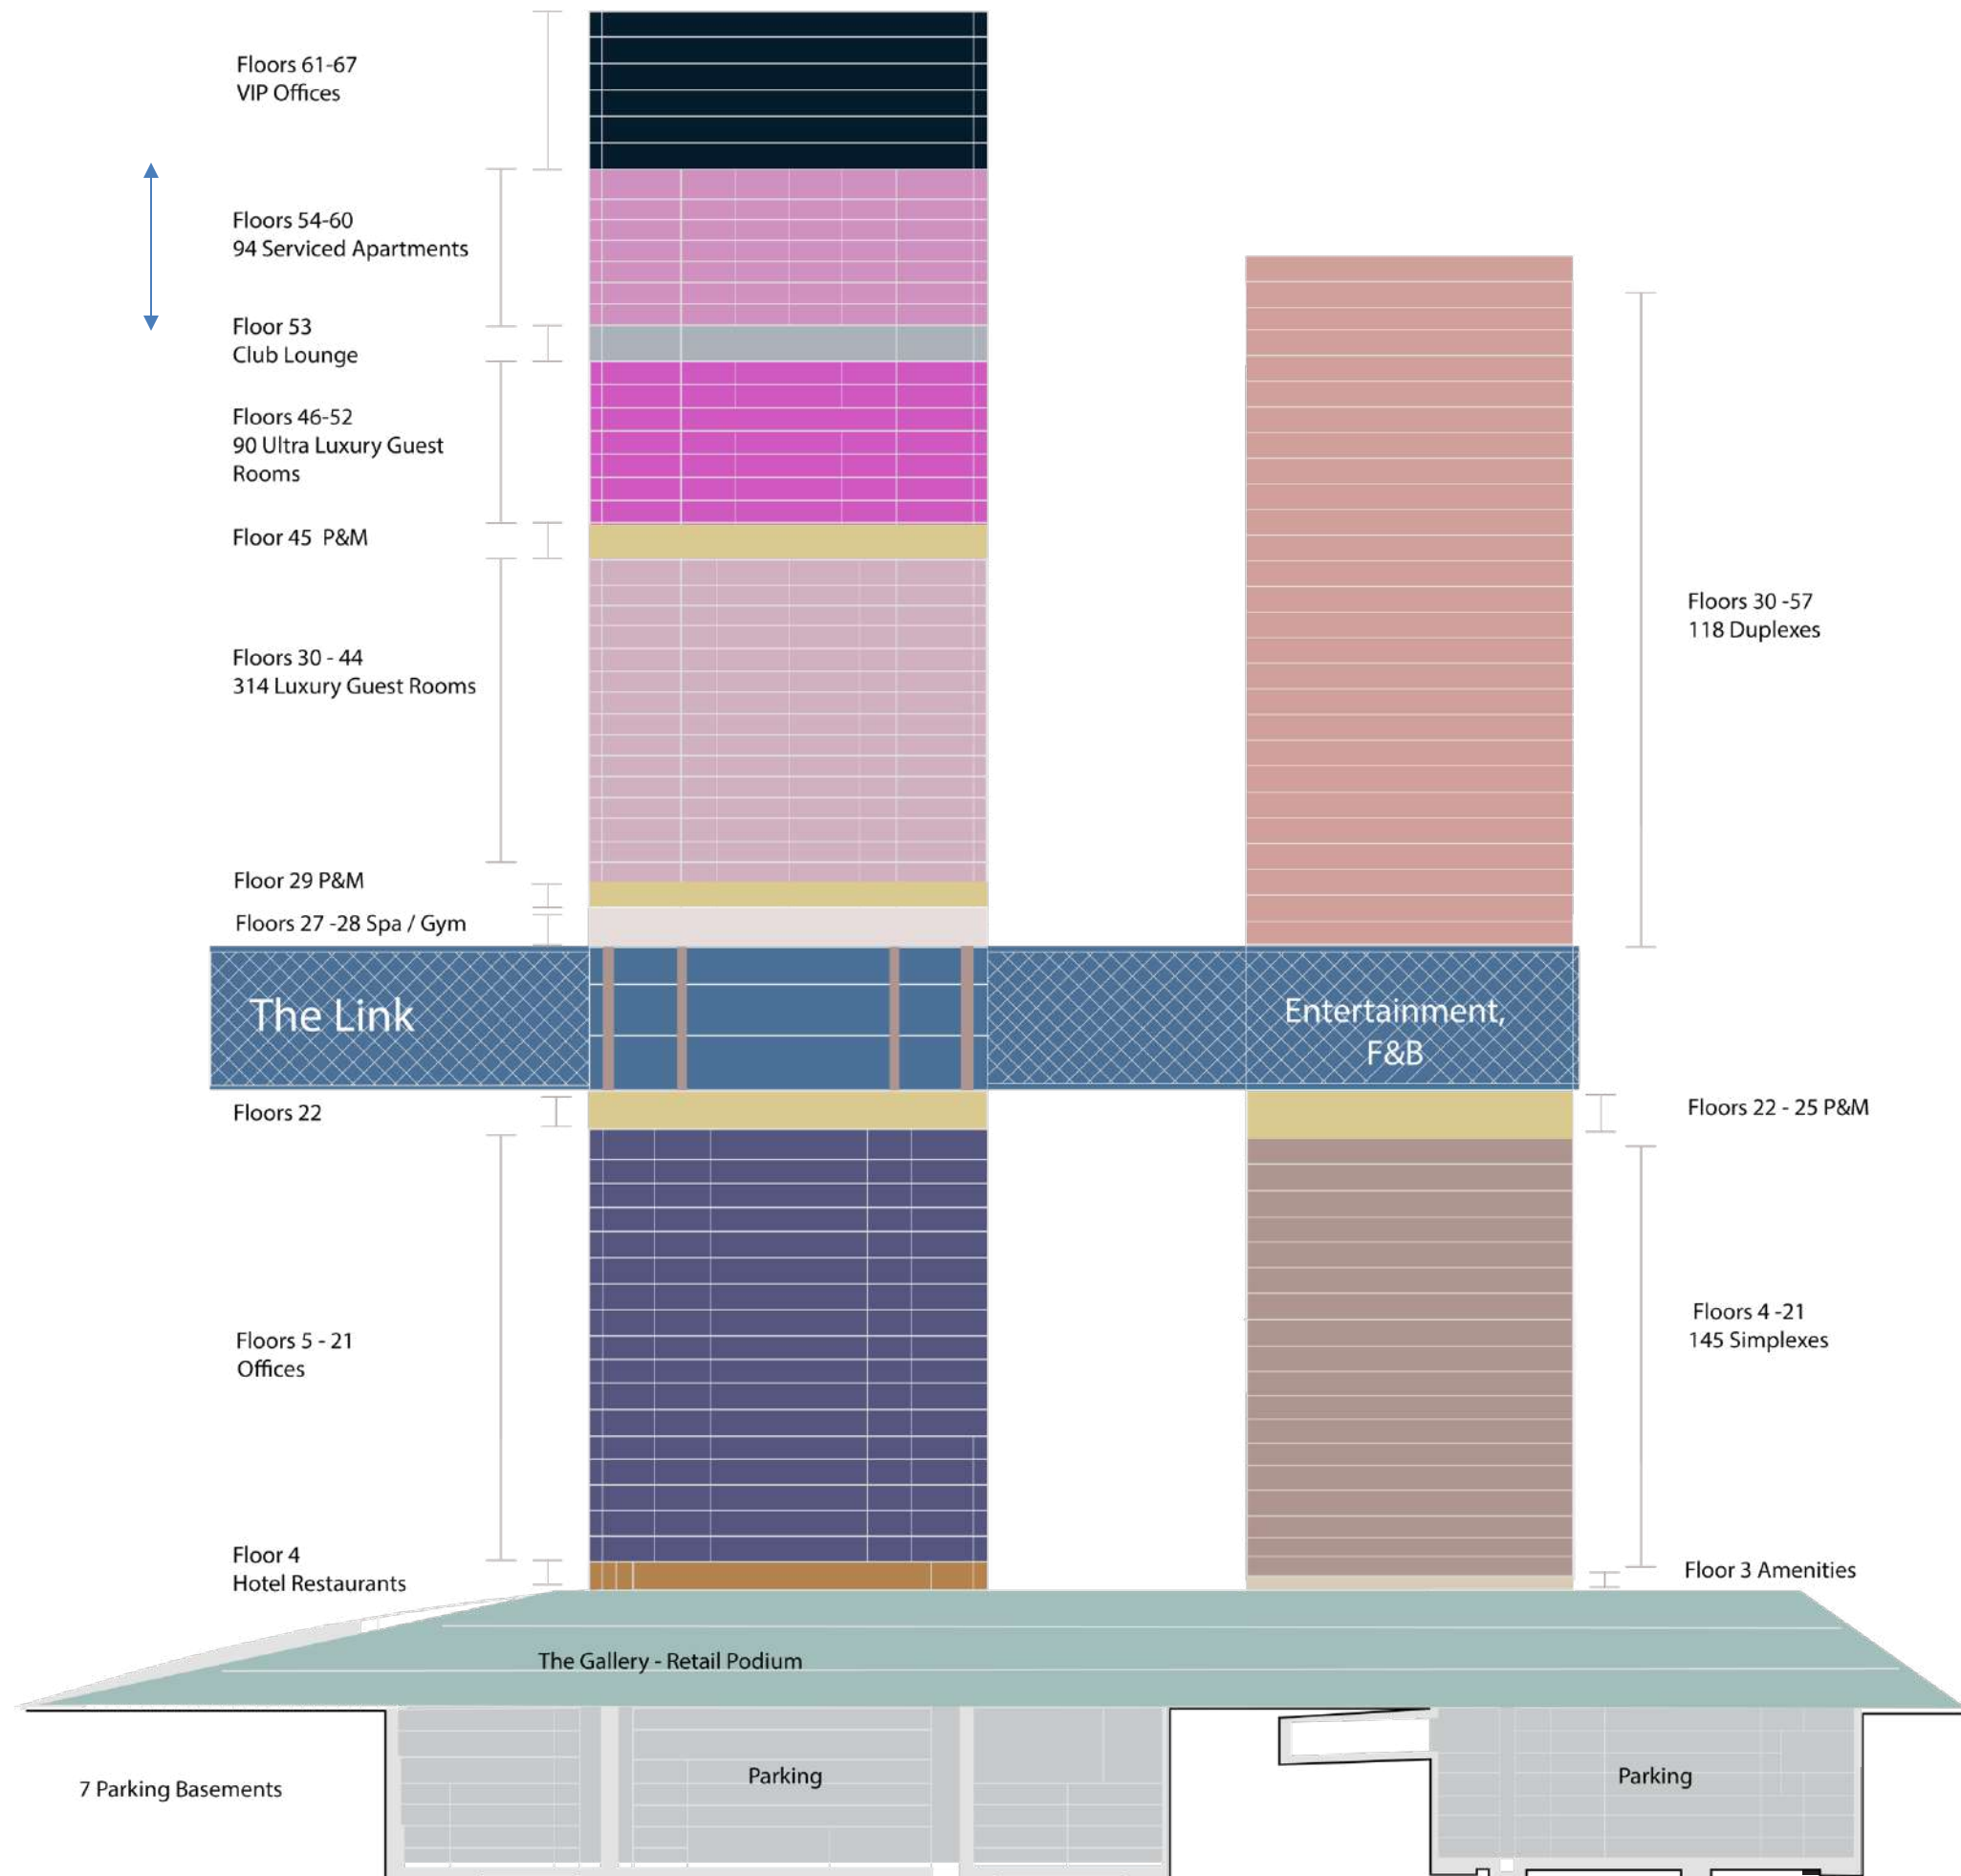 Floors 61-67
VIP Offices
Floors 54-60
94 Serviced Apartments
Floor 53
Club Lounge
Floors 46-52
90 Ultra Luxury Guest
Rooms
Floor 45 P&M
Floors 30 - 44
314 Luxury Guest Rooms
Floors 30 -57
118 Duplexes
Floor 29 P&M
Floors 27 -28 Spa / Gym
The Link
Entertainment,
F&B
Floors 22
Floors 22 - 25 P&M
Floors 5 - 21
Offices
Floors 4 -21
145 Simplexes
Floor 4
Hotel Restaurants
Floor 3 Amenities
The Gallery - Retail Podium
7 Parking Basements
Parking
Parking